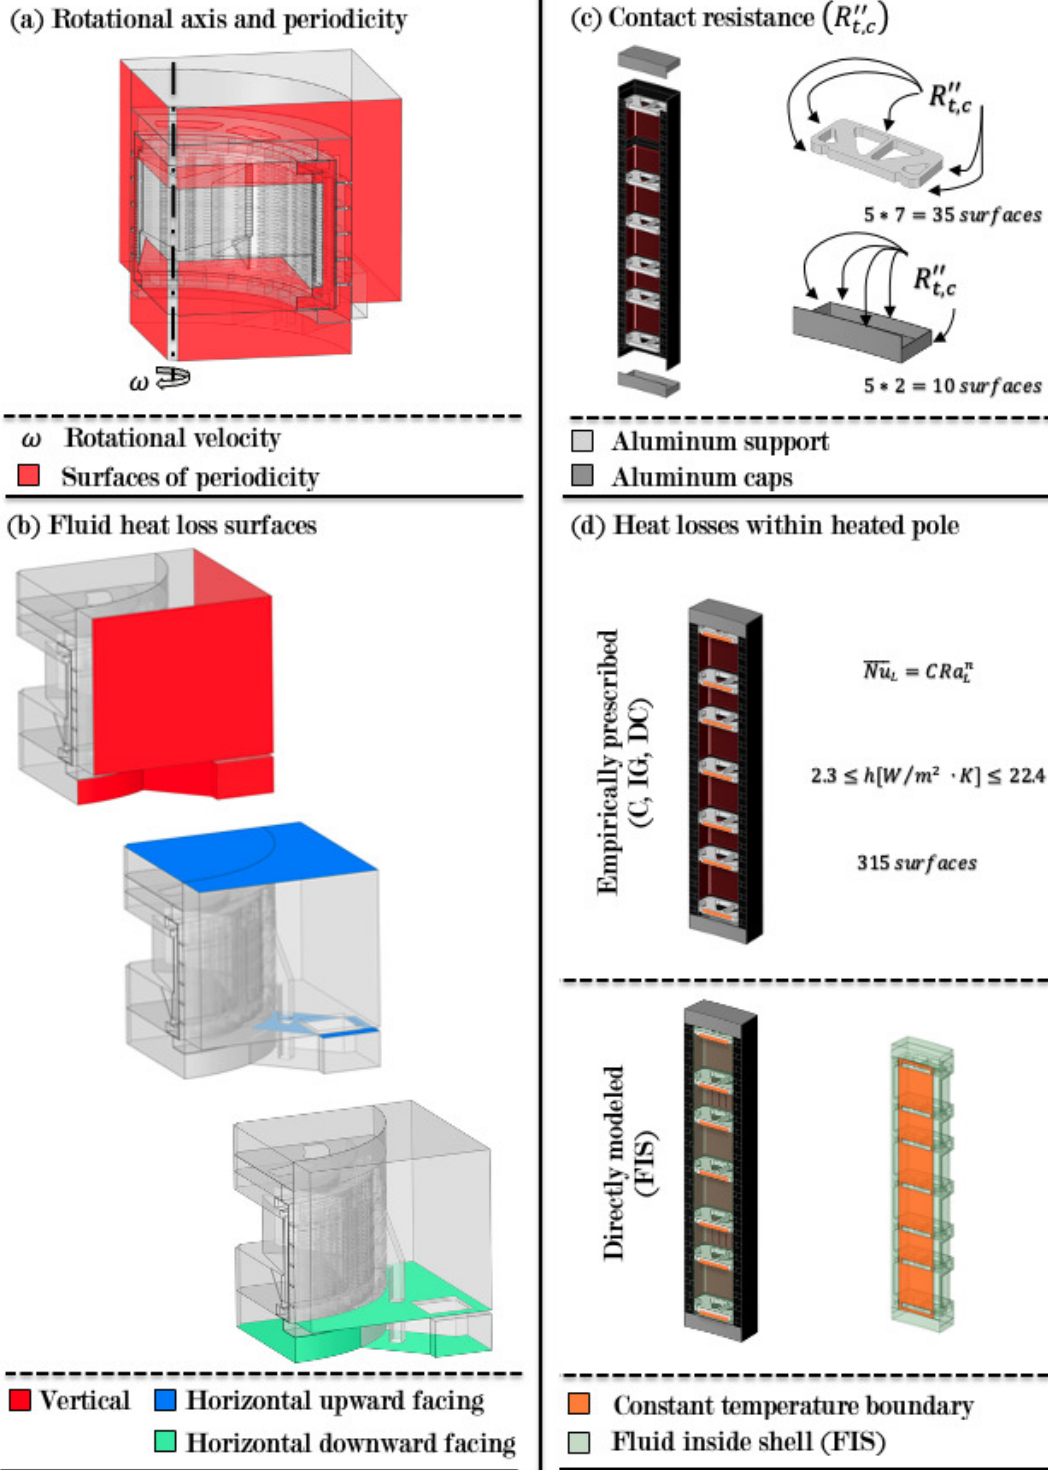 (a) Rotational axis and periodicity
ω
ω Rotational velocity
Surfaces of periodicity
(b) Fluid heat loss surfaces
Vertical
Horizontal upward facing
Horizontal downward facing
(c) Contact resistance (R''t,c)
R''t,c
5 * 7 = 35 surfaces
R''t,c
5 * 2 = 10 surfaces
Aluminum support
Aluminum caps
(d) Heat losses within heated pole
Empirically prescribed
(C, IG, DC)
N̅u̅L = CRaLⁿ
2.3 ≤ h[W/m² · K] ≤ 22.4
315 surfaces
Directly modeled
(FIS)
Constant temperature boundary
Fluid inside shell (FIS)